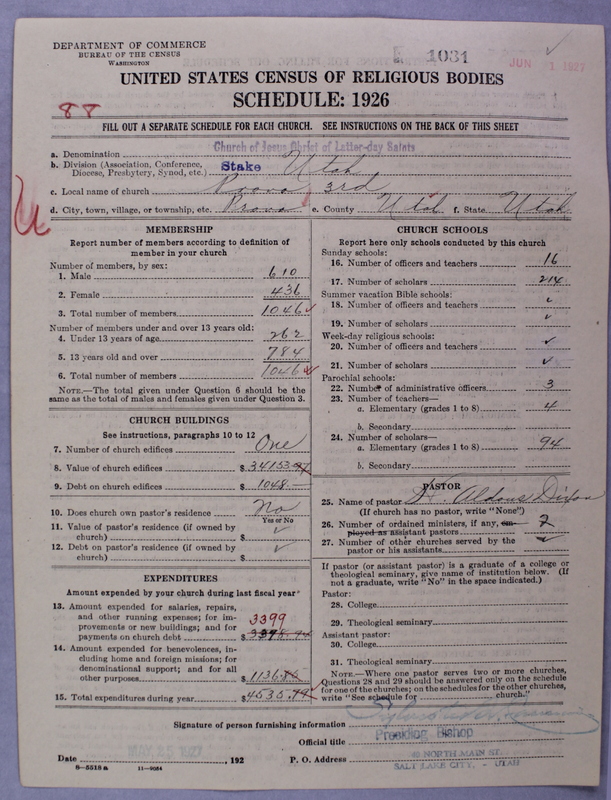 DEPARTMENT OF COMMERCE
BUREAU OF THE CENSUS
WASHINGTON
1031
JUN 1 1927
UNITED STATES CENSUS OF RELIGIOUS BODIES
SCHEDULE: 1926
88
FILL OUT A SEPARATE SCHEDULE FOR EACH CHURCH. SEE INSTRUCTIONS ON THE BACK OF THIS SHEET
a. Denomination Church of Jesus Christ of Latter-day Saints
b. Division (Association, Conference, Diocese, Presbytery, Synod, etc.) Stake Utah
c. Local name of church Provo 3rd
d. City, town, village, or township, etc. Provo e. County Utah f. State Utah
MEMBERSHIP
Report number of members according to definition of
member in your church
Number of members, by sex:
1. Male 610
2. Female 436
3. Total number of members 1046
Number of members under and over 13 years old:
4. Under 13 years of age 262
5. 13 years old and over 784
6. Total number of members 1046
NOTE.—The total given under Question 6 should be
same as the total of males and females given under Question 3.
CHURCH BUILDINGS
See instructions, paragraphs 10 to 12
7. Number of church edifices One
8. Value of church edifices $ 34153
9. Debt on church edifices $ 1048.—
10. Does church own pastor's residence No
Yes or No
11. Value of pastor's residence (if owned by
church) $
12. Debt on pastor's residence (if owned by
church) $
EXPENDITURES
Amount expended by your church during last fiscal year
13. Amount expended for salaries, repairs,
and other running expenses; for im-
provements or new buildings; and for 3399
payments on church debt $ 3398.94
14. Amount expended for benevolences, in-
cluding home and foreign missions; for
denominational support; and for all
other purposes $ 1136
15. Total expenditures during year $ 4535.79
CHURCH SCHOOLS
Report here only schools conducted by this church
Sunday schools:
16. Number of officers and teachers 16
17. Number of scholars 214
Summer vacation Bible schools:
18. Number of officers and teachers
19. Number of scholars
Week-day religious schools:
20. Number of officers and teachers
21. Number of scholars
Parochial schools:
22. Number of administrative officers 3
23. Number of teachers—
a. Elementary (grades 1 to 8) 4
b. Secondary
24. Number of scholars—
a. Elementary (grades 1 to 8) 94
b. Secondary
PASTOR
25. Name of pastor H. Aldous Dixon
(If church has no pastor, write "None")
26. Number of ordained ministers, if any, em-
ployed as assistant pastors 2
27. Number of other churches served by the
pastor or his assistants
If pastor (or assistant pastor) is a graduate of a college or
theological seminary, give name of institution below. (If
not a graduate, write "No" in the space indicated.)
Pastor:
28. College
29. Theological seminary
Assistant pastor:
30. College
31. Theological seminary
NOTE.—Where one pastor serves two or more churches,
Questions 28 and 29 should be answered only on the schedule
for one of the churches; on the schedules for the other churches,
write "See schedule for church."
Signature of person furnishing information
Official title Presiding Bishop
MAY 25 1927
Date , 192 P. O. Address 40 NORTH MAIN ST.
SALT LAKE CITY, - UTAH
8—5518a 11—9054